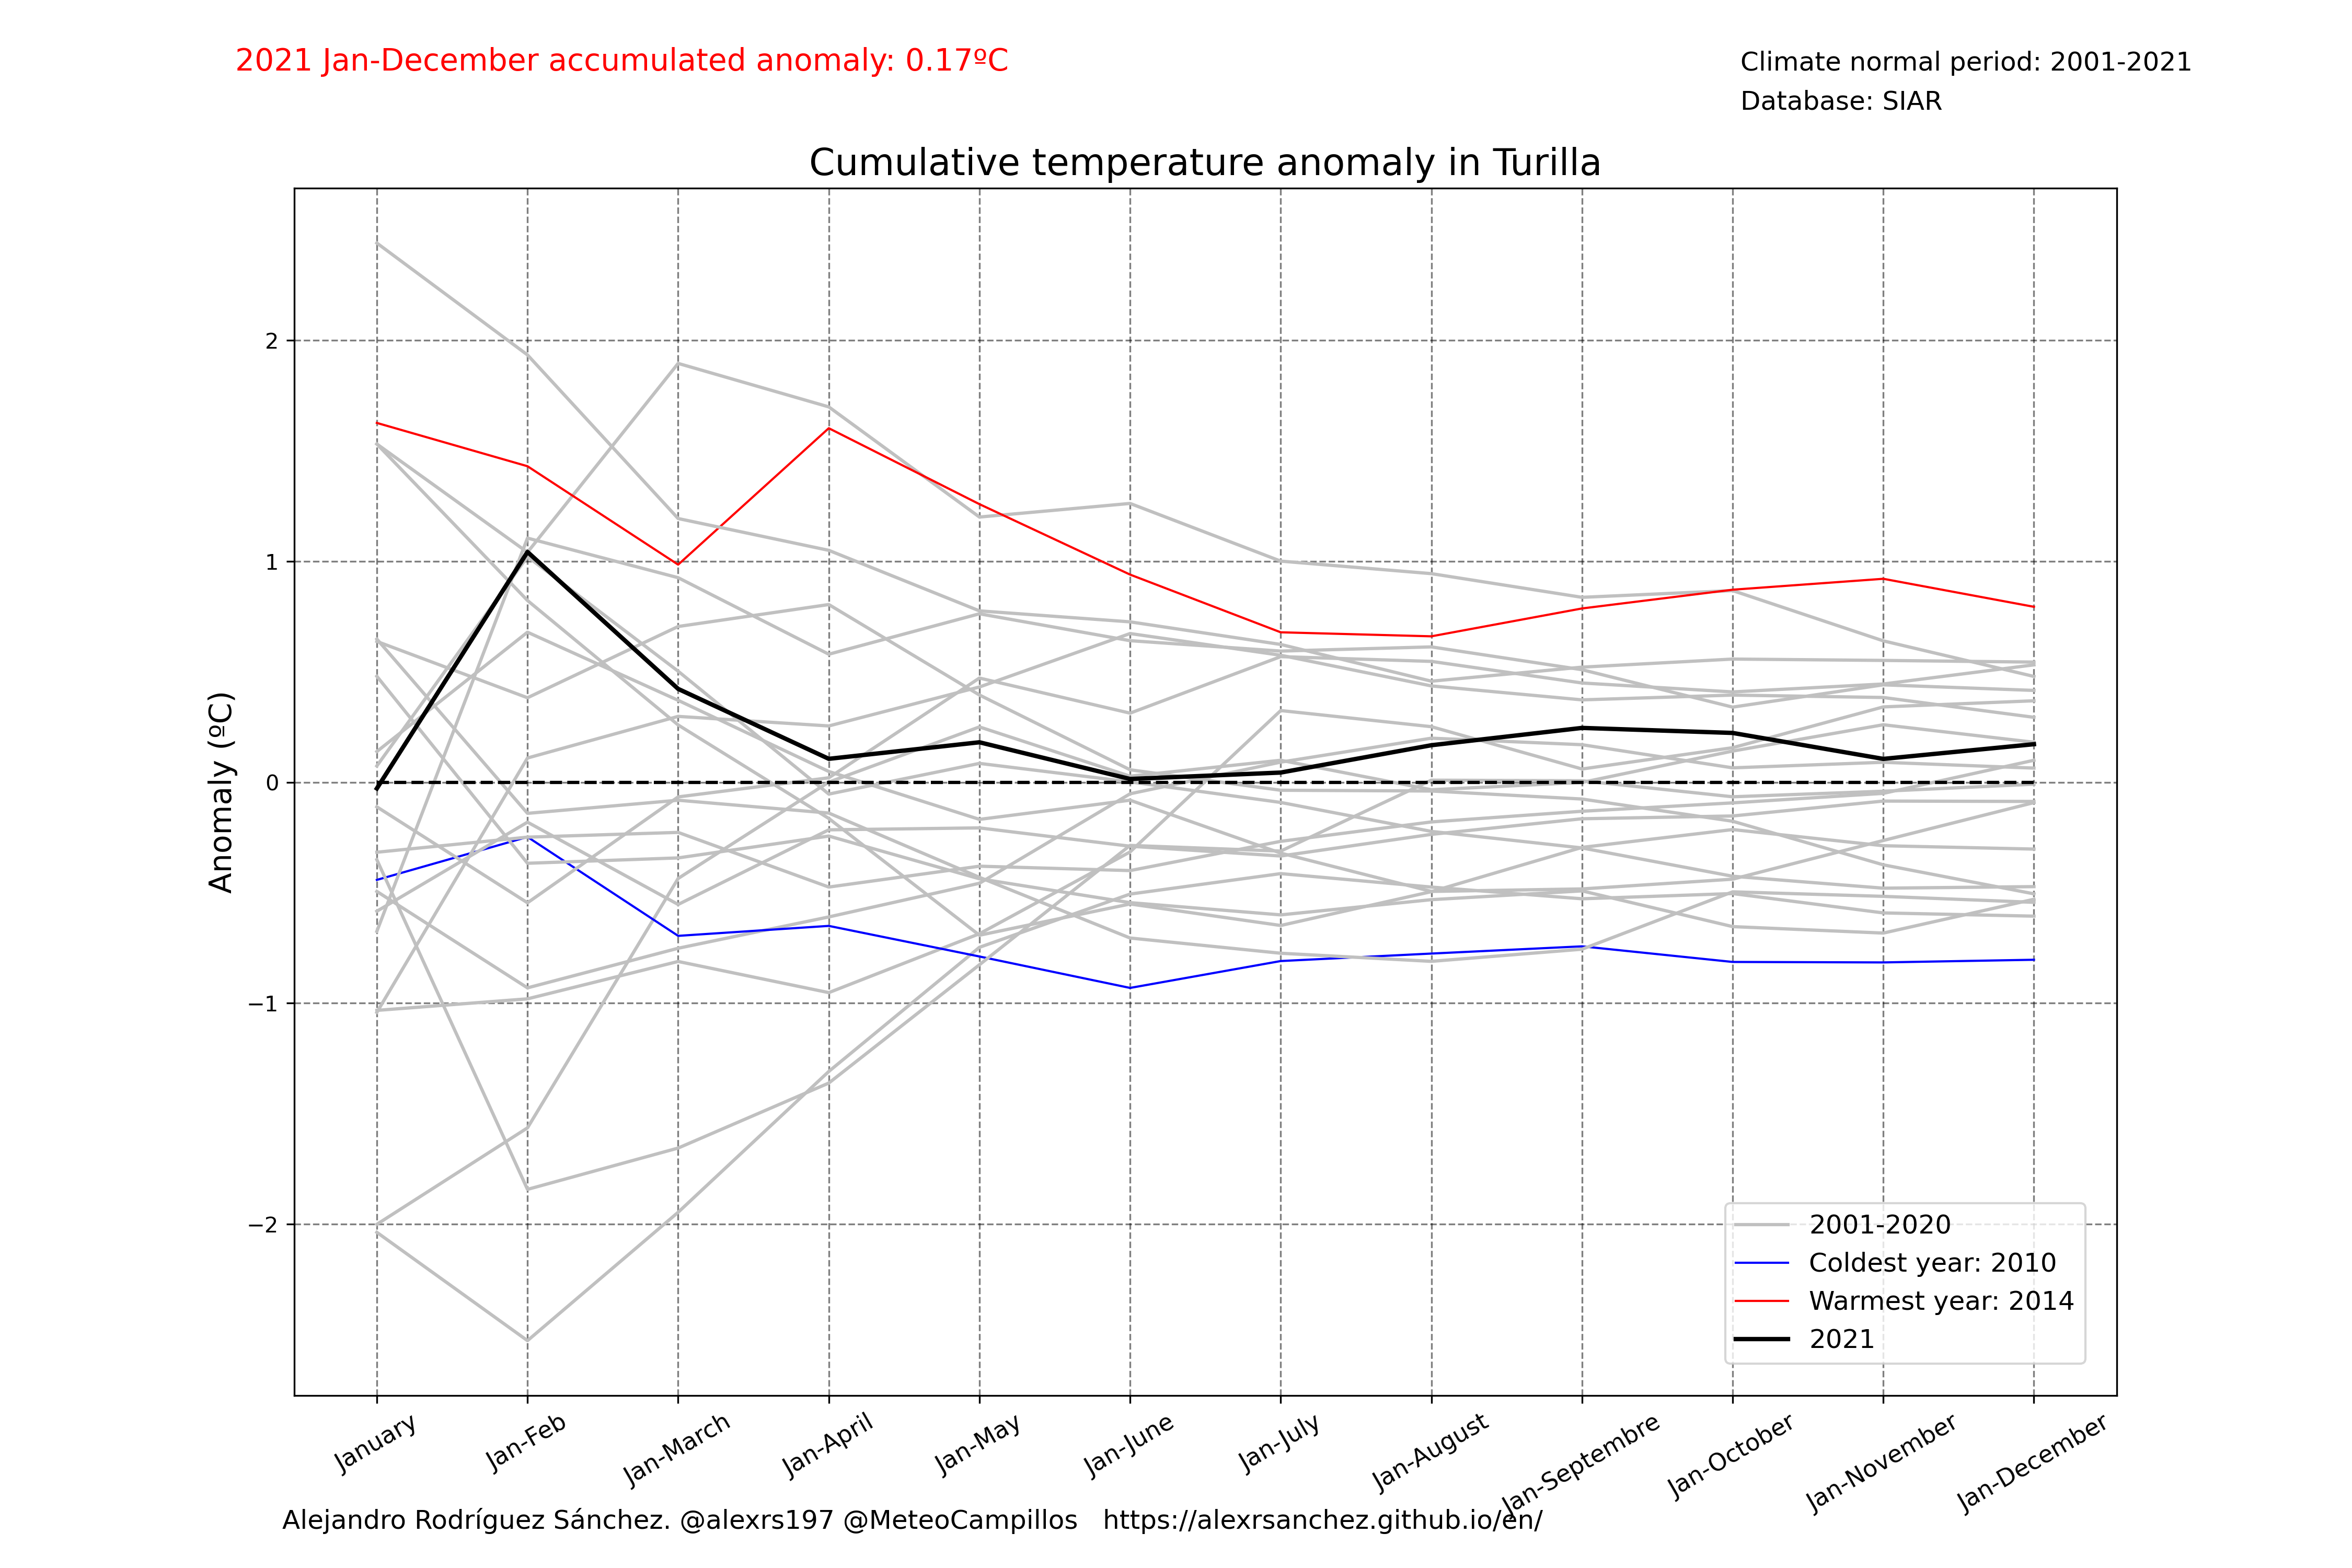 2021 Jan-December accumulated anomaly: 0.17ºC
Climate normal period: 2001-2021
Database: SIAR
Cumulative temperature anomaly in Turilla
Anomaly (ºC)
2
1
0
−1
−2
2001-2020
Coldest year: 2010
Warmest year: 2014
2021
January
Jan-Feb
Jan-March
Jan-April
Jan-May
Jan-June
Jan-July
Jan-August
Jan-Septembre
Jan-October
Jan-November
Jan-December
Alejandro Rodríguez Sánchez. @alexrs197 @MeteoCampillos   https://alexrsanchez.github.io/en/